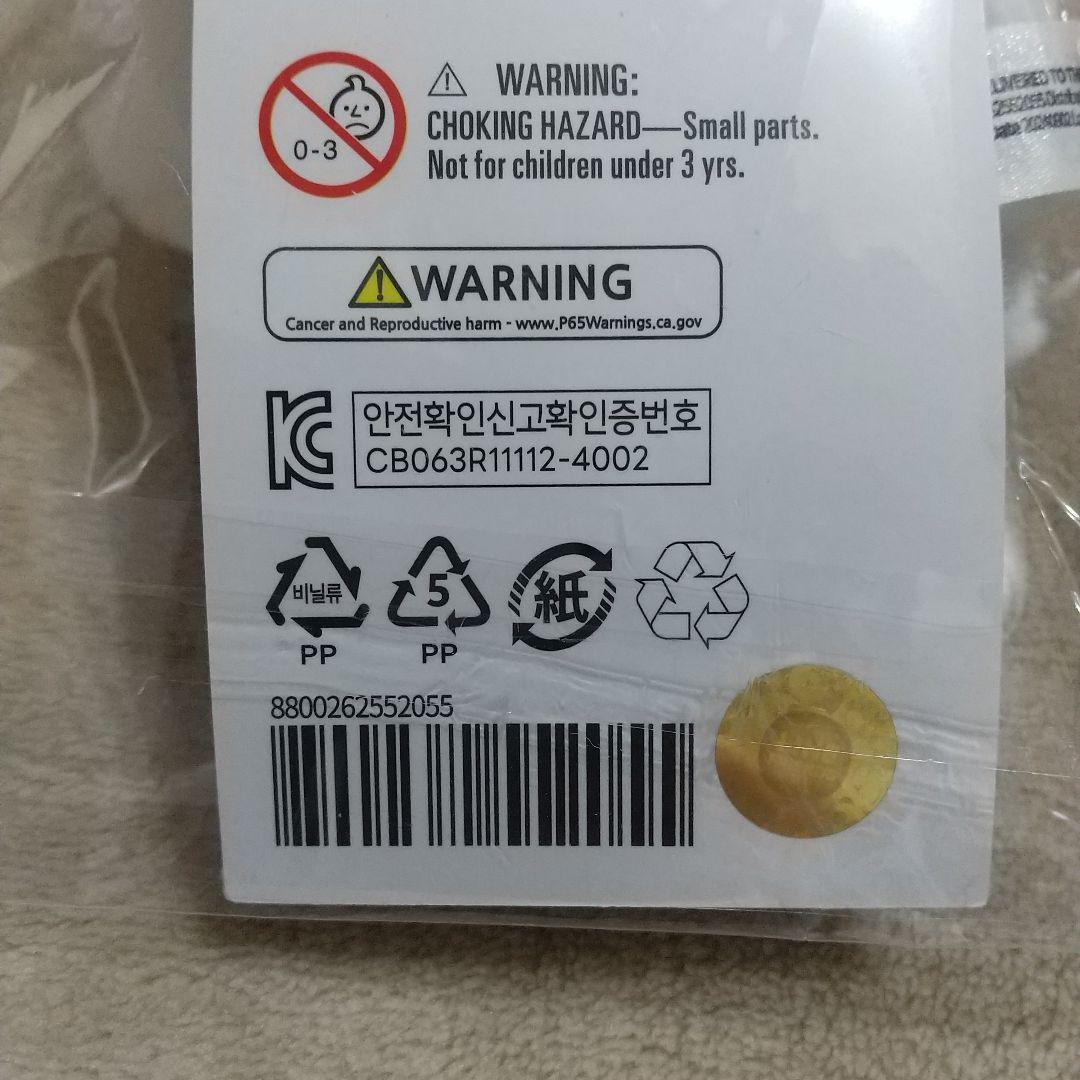 0-3
WARNING:
CHOKING HAZARD—Small parts.
Not for children under 3 yrs.
WARNING
Cancer and Reproductive harm - www.P65Warnings.ca.gov
안전확인신고확인증번호
CB063R11112-4002
비닐류
PP
5
PP
紙
8800262552055